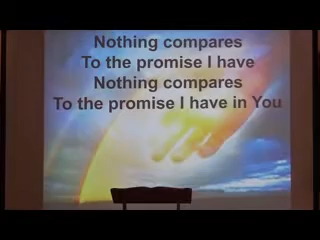 Nothing compares
To the promise I have
Nothing compares
To the promise I have in You